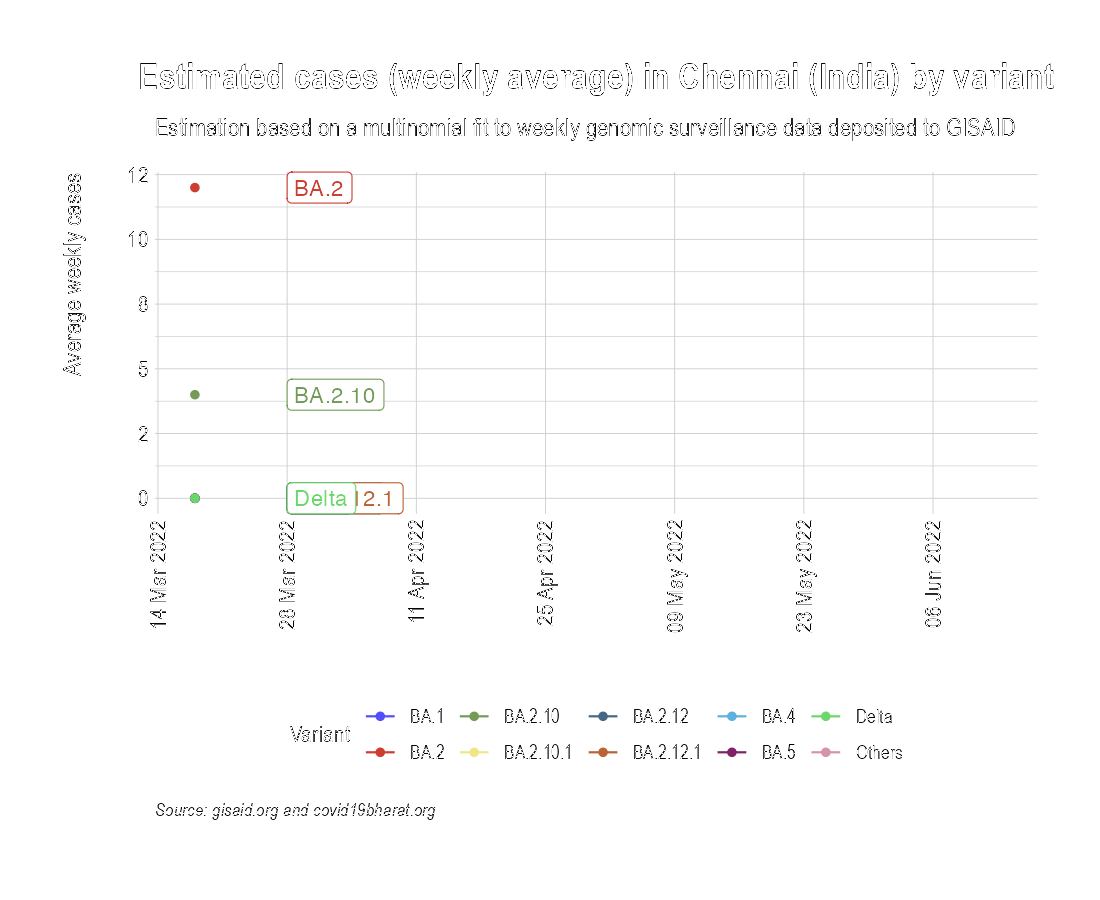 Estimated cases (weekly average) in Chennai (India) by variant
Estimation based on a multinomial fit to weekly genomic surveillance data deposited to GISAID
Average weekly cases
12
10
8
5
2
0
BA.2
BA.2.10
Delta
12.1
14 Mar 2022
28 Mar 2022
11 Apr 2022
25 Apr 2022
09 May 2022
23 May 2022
06 Jun 2022
Variant
BA.1
BA.2.10
BA.2.12
BA.4
Delta
BA.2
BA.2.10.1
BA.2.12.1
BA.5
Others
Source: gisaid.org and covid19bharat.org